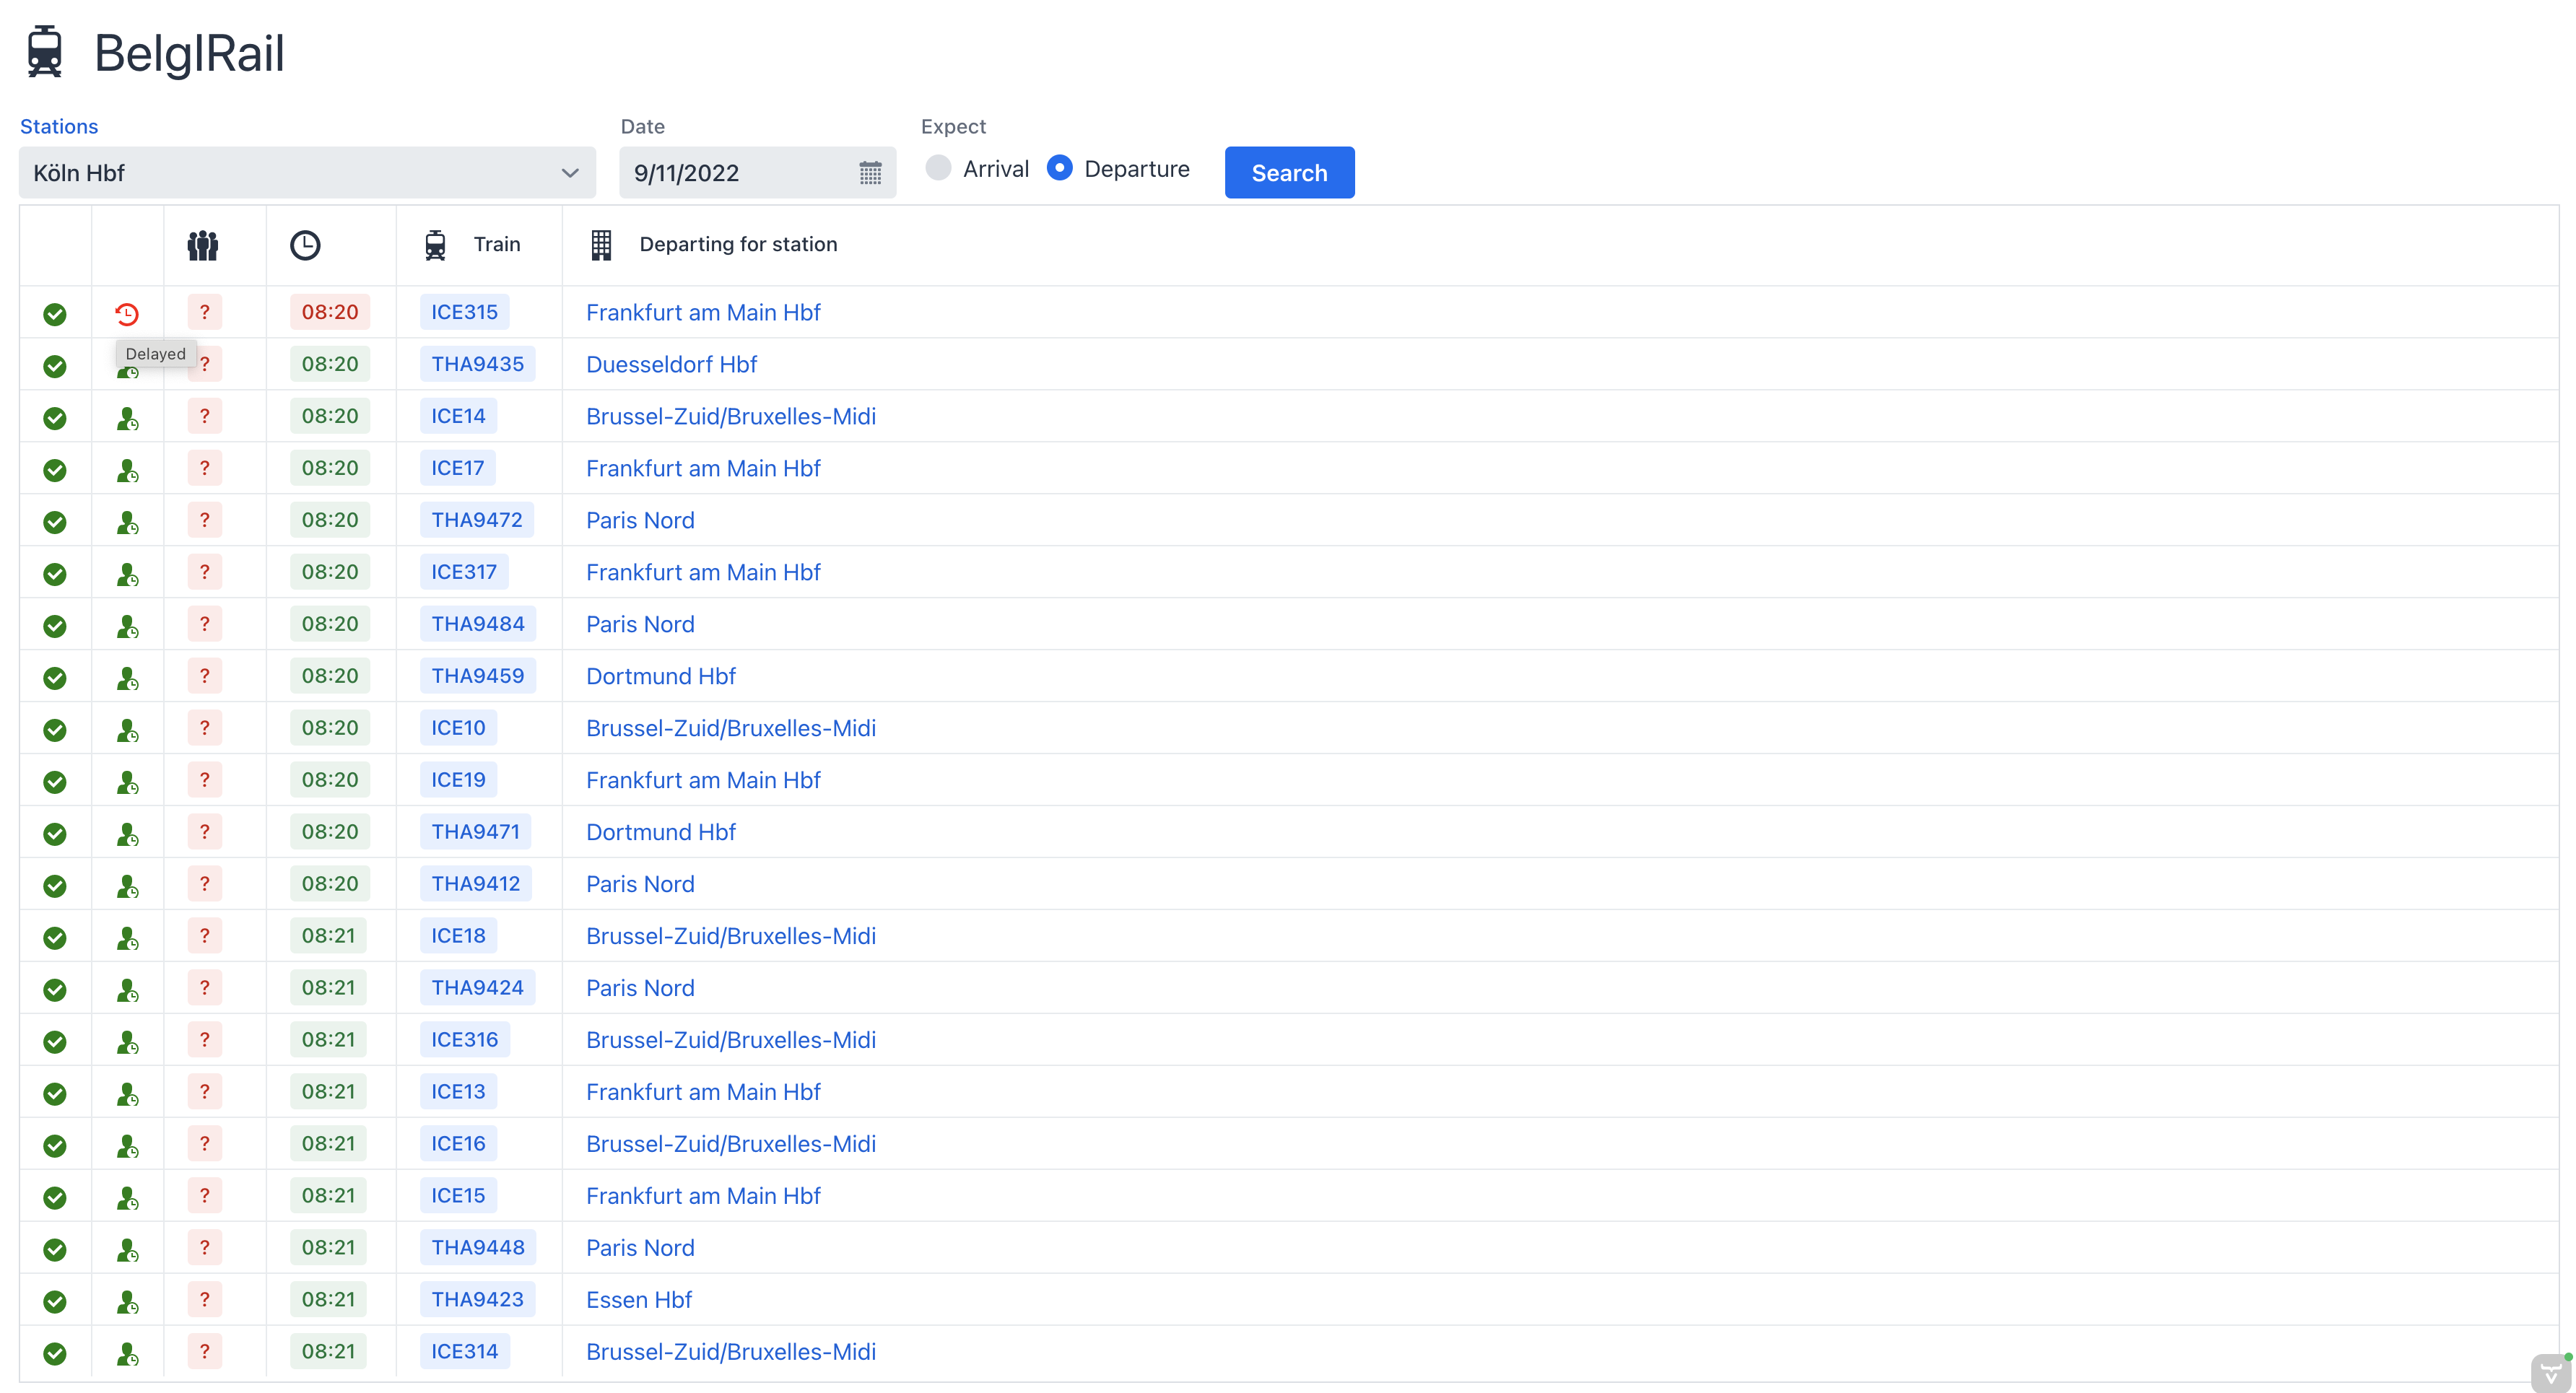 BelgIRail
Stations
Date
Expect
Köln Hbf
9/11/2022
Arrival
Departure
Search
Train
Departing for station
? 08:20 ICE315 Frankfurt am Main Hbf
Delayed
? 08:20 THA9435 Duesseldorf Hbf
? 08:20 ICE14 Brussel-Zuid/Bruxelles-Midi
? 08:20 ICE17 Frankfurt am Main Hbf
? 08:20 THA9472 Paris Nord
? 08:20 ICE317 Frankfurt am Main Hbf
? 08:20 THA9484 Paris Nord
? 08:20 THA9459 Dortmund Hbf
? 08:20 ICE10 Brussel-Zuid/Bruxelles-Midi
? 08:20 ICE19 Frankfurt am Main Hbf
? 08:20 THA9471 Dortmund Hbf
? 08:20 THA9412 Paris Nord
? 08:21 ICE18 Brussel-Zuid/Bruxelles-Midi
? 08:21 THA9424 Paris Nord
? 08:21 ICE316 Brussel-Zuid/Bruxelles-Midi
? 08:21 ICE13 Frankfurt am Main Hbf
? 08:21 ICE16 Brussel-Zuid/Bruxelles-Midi
? 08:21 ICE15 Frankfurt am Main Hbf
? 08:21 THA9448 Paris Nord
? 08:21 THA9423 Essen Hbf
? 08:21 ICE314 Brussel-Zuid/Bruxelles-Midi